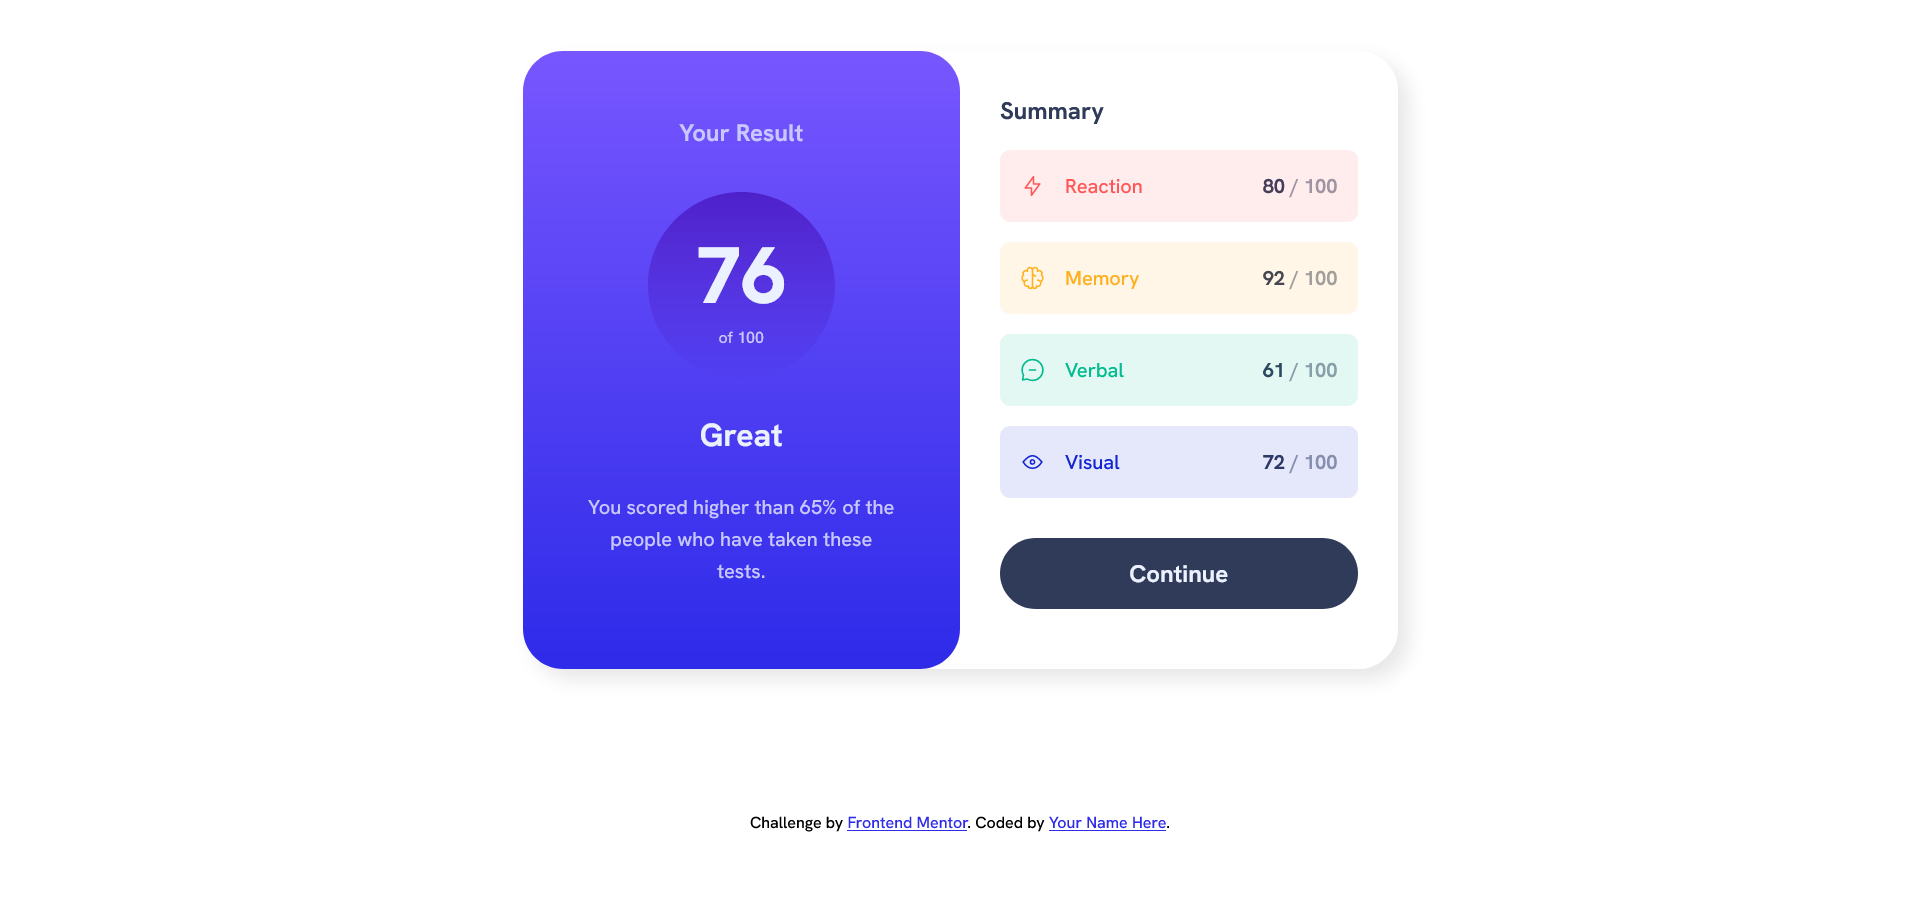 Your Result
76
of 100
Great
You scored higher than 65% of the
people who have taken these
tests.
Summary
Reaction 80 / 100
Memory 92 / 100
Verbal 61 / 100
Visual 72 / 100
Continue
Challenge by Frontend Mentor. Coded by Your Name Here.